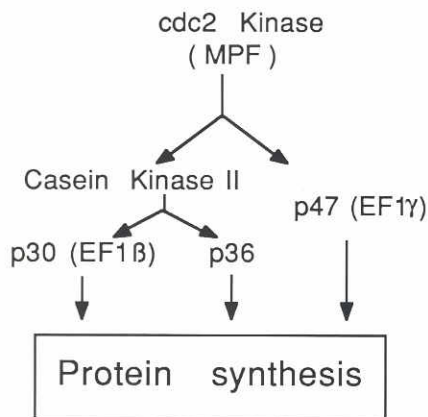 cdc2 Kinase
(MPF)
Casein Kinase II
p47 (EF1γ)
p30 (EF1ß)
p36
Protein synthesis